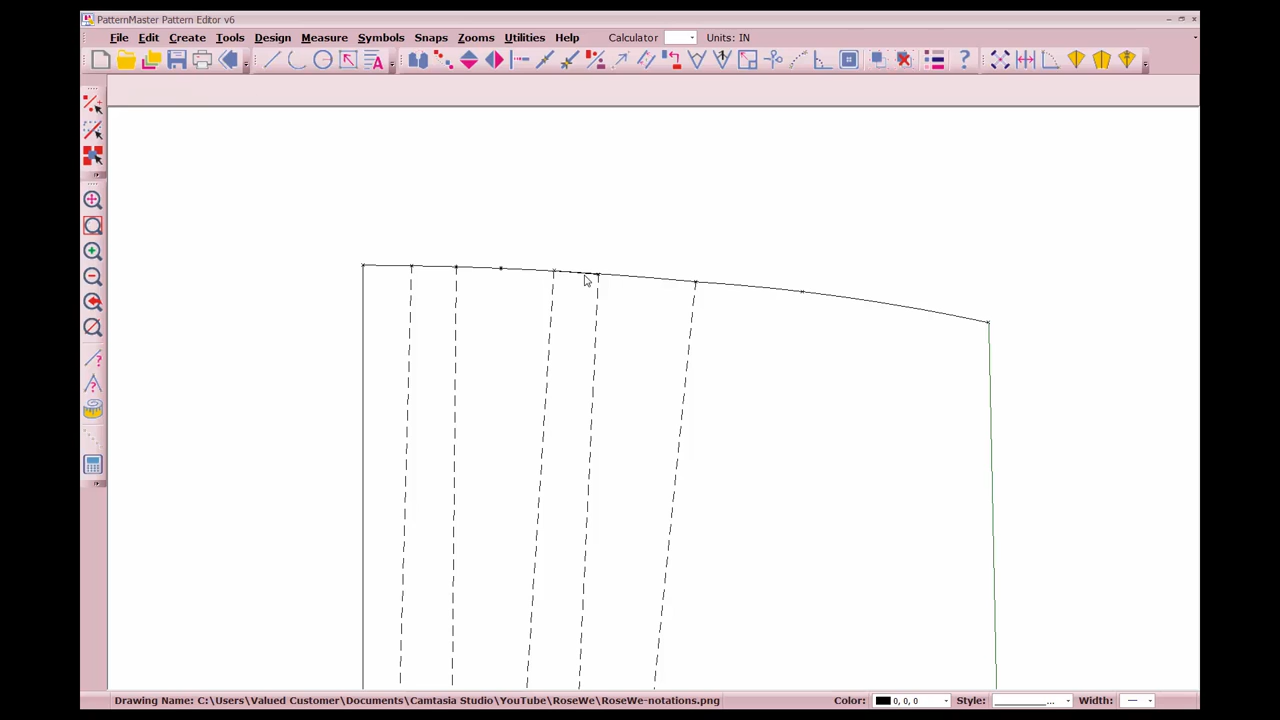 PatternMaster Pattern Editor v6
File Edit Create Tools Design Measure Symbols Snaps Zooms Utilities Help Calculator Units: IN
Drawing Name: C:\Users\Valued Customer\Documents\Camtasia Studio\YouTube\RoseWe\RoseWe-notations.png Color: 0, 0, 0 Style: ... Width: